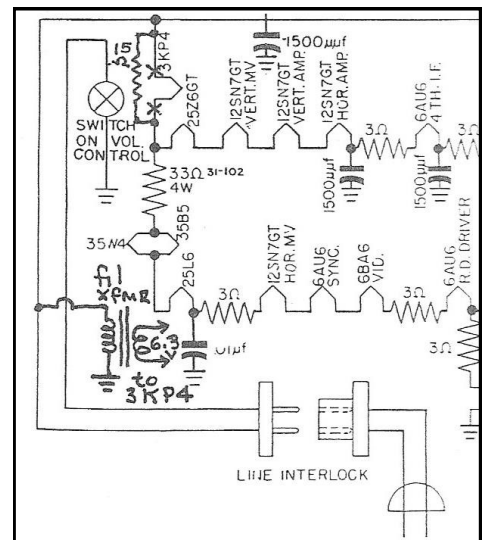 15
3KP4
25Z6GT
12SN7GT
VERT. MV
12SN7GT
VERT. AMP.
12SN7GT
HOR. AMP.
1500µµf
1500µµf
3Ω
6AU6
4TH. I.F.
1500µµf
3Ω
SWITCH
ON VOL.
CONTROL
33Ω 31-102
4W
35B5
35W4
25L6
3Ω
12SN7GT
HOR. MV
6AU6
SYNC.
6BA6
VID.
3Ω
6AU6
R.D. DRIVER
3Ω
fil
xfmr
6.3
to
3KP4
.01µf
LINE INTERLOCK